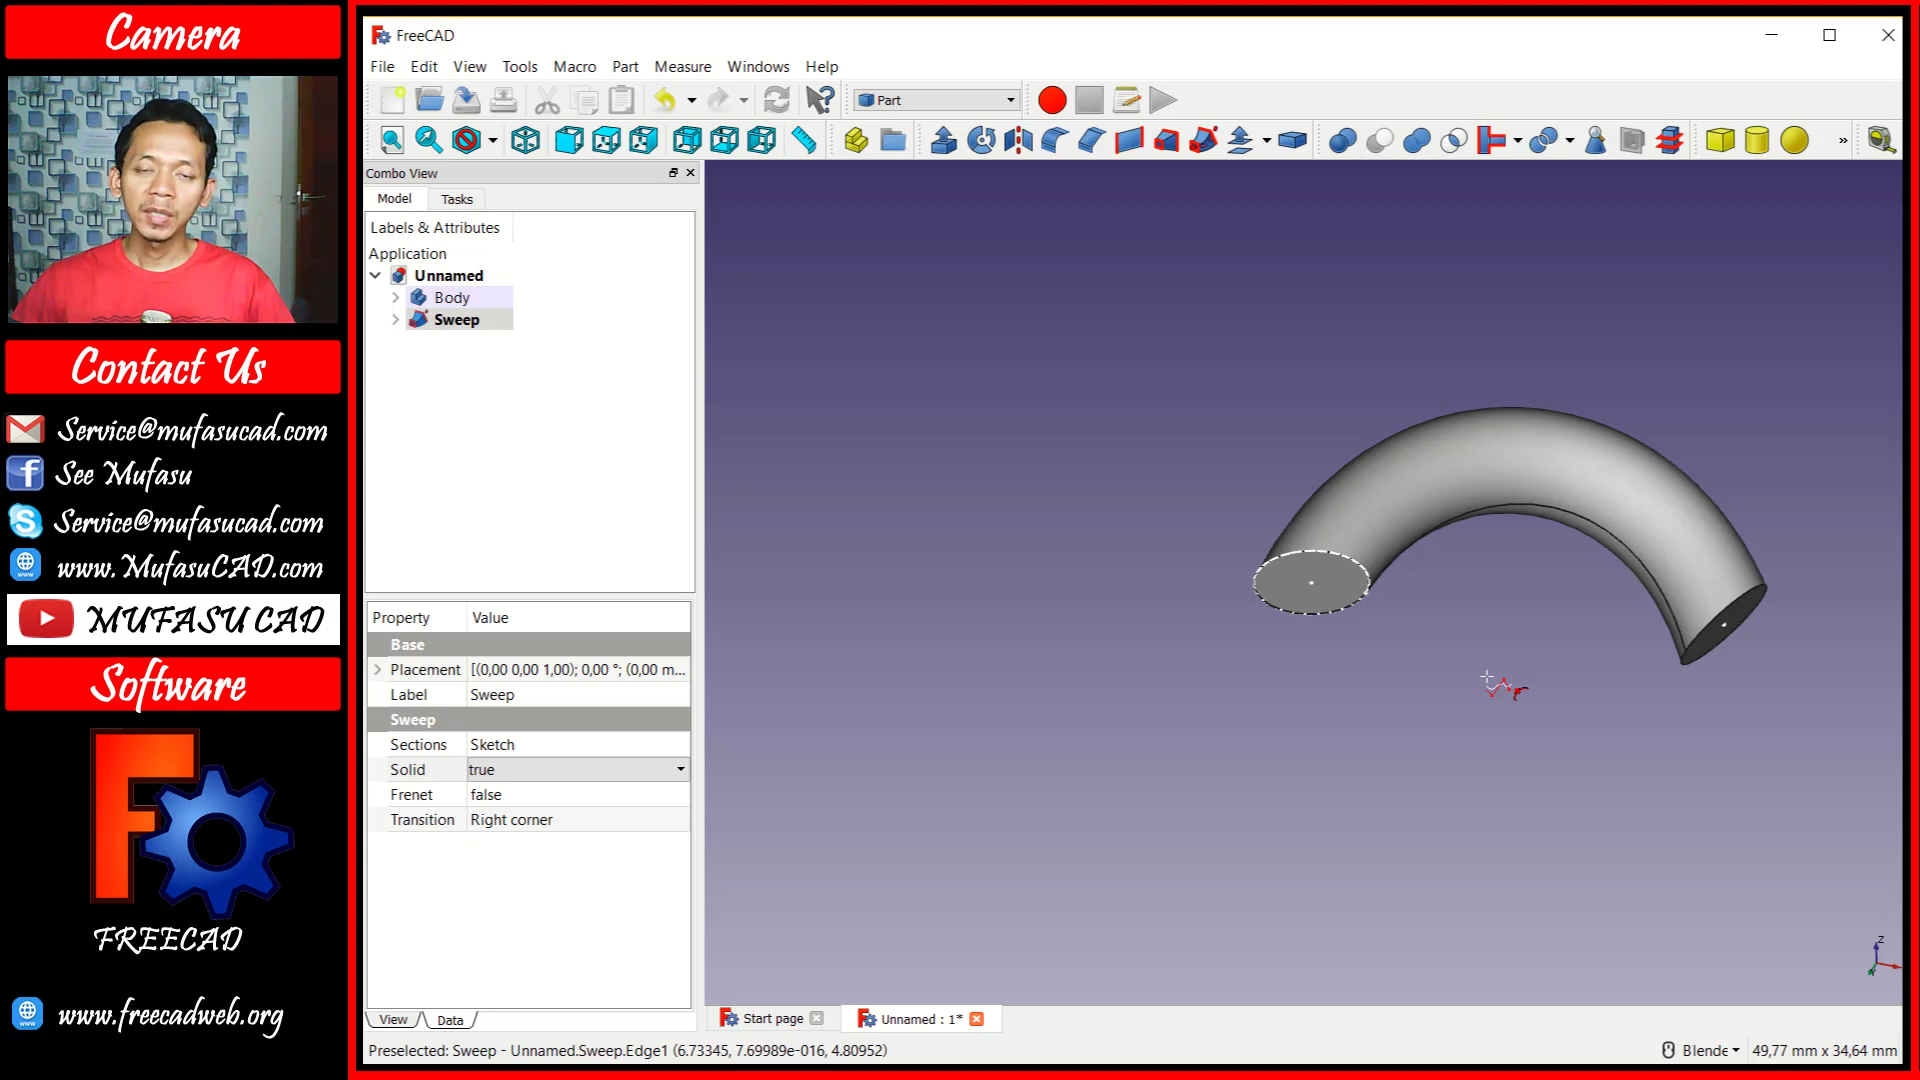 Camera
Contact Us
Service@mufasucad.com
See Mufasu
Service@mufasucad.com
www.MufasuCAD.com
MUFASU CAD
Software
FREECAD
www.freecadweb.org
FreeCAD
File Edit View Tools Macro Part Measure Windows Help
Part
Combo View
Model Tasks
Labels & Attributes
Application
Unnamed
Body
Sweep
Property Value
Base
Placement [(0,00 0,00 1,00); 0,00 °; (0,00 m...
Label Sweep
Sweep
Sections Sketch
Solid true
Frenet false
Transition Right corner
View Data
Z
Start page Unnamed : 1*
Preselected: Sweep - Unnamed.Sweep.Edge1 (6.73345, 7.69989e-016, 4.80952)
Blende 49,77 mm x 34,64 mm